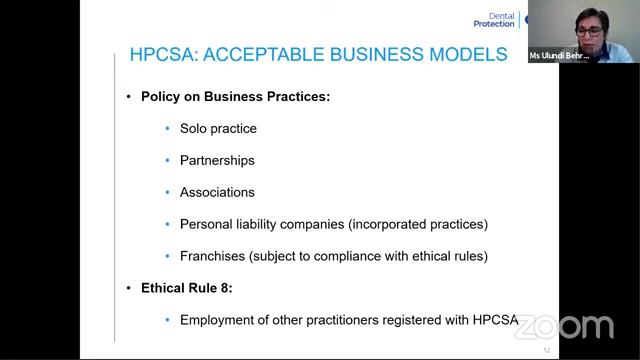 Dental
Protection
Ms Ulundi Behr...
HPCSA: ACCEPTABLE BUSINESS MODELS
• Policy on Business Practices:
• Solo practice
• Partnerships
• Associations
• Personal liability companies (incorporated practices)
• Franchises (subject to compliance with ethical rules)
• Ethical Rule 8:
• Employment of other practitioners registered with HPCSA
zoom
12